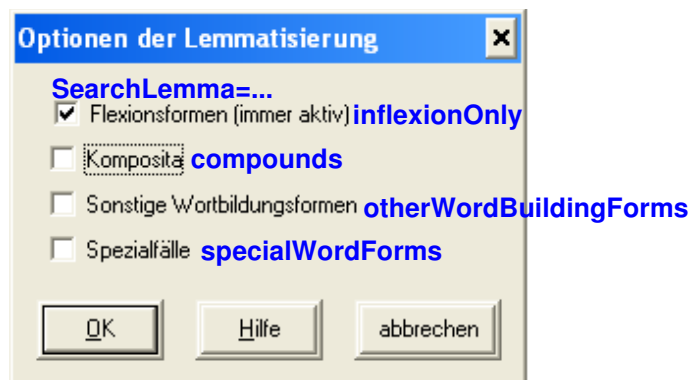 Optionen der Lemmatisierung
SearchLemma=...
Flexionsformen (immer aktiv) inflexionOnly
Komposita compounds
Sonstige Wortbildungsformen otherWordBuildingForms
Spezialfälle specialWordForms
OK Hilfe abbrechen